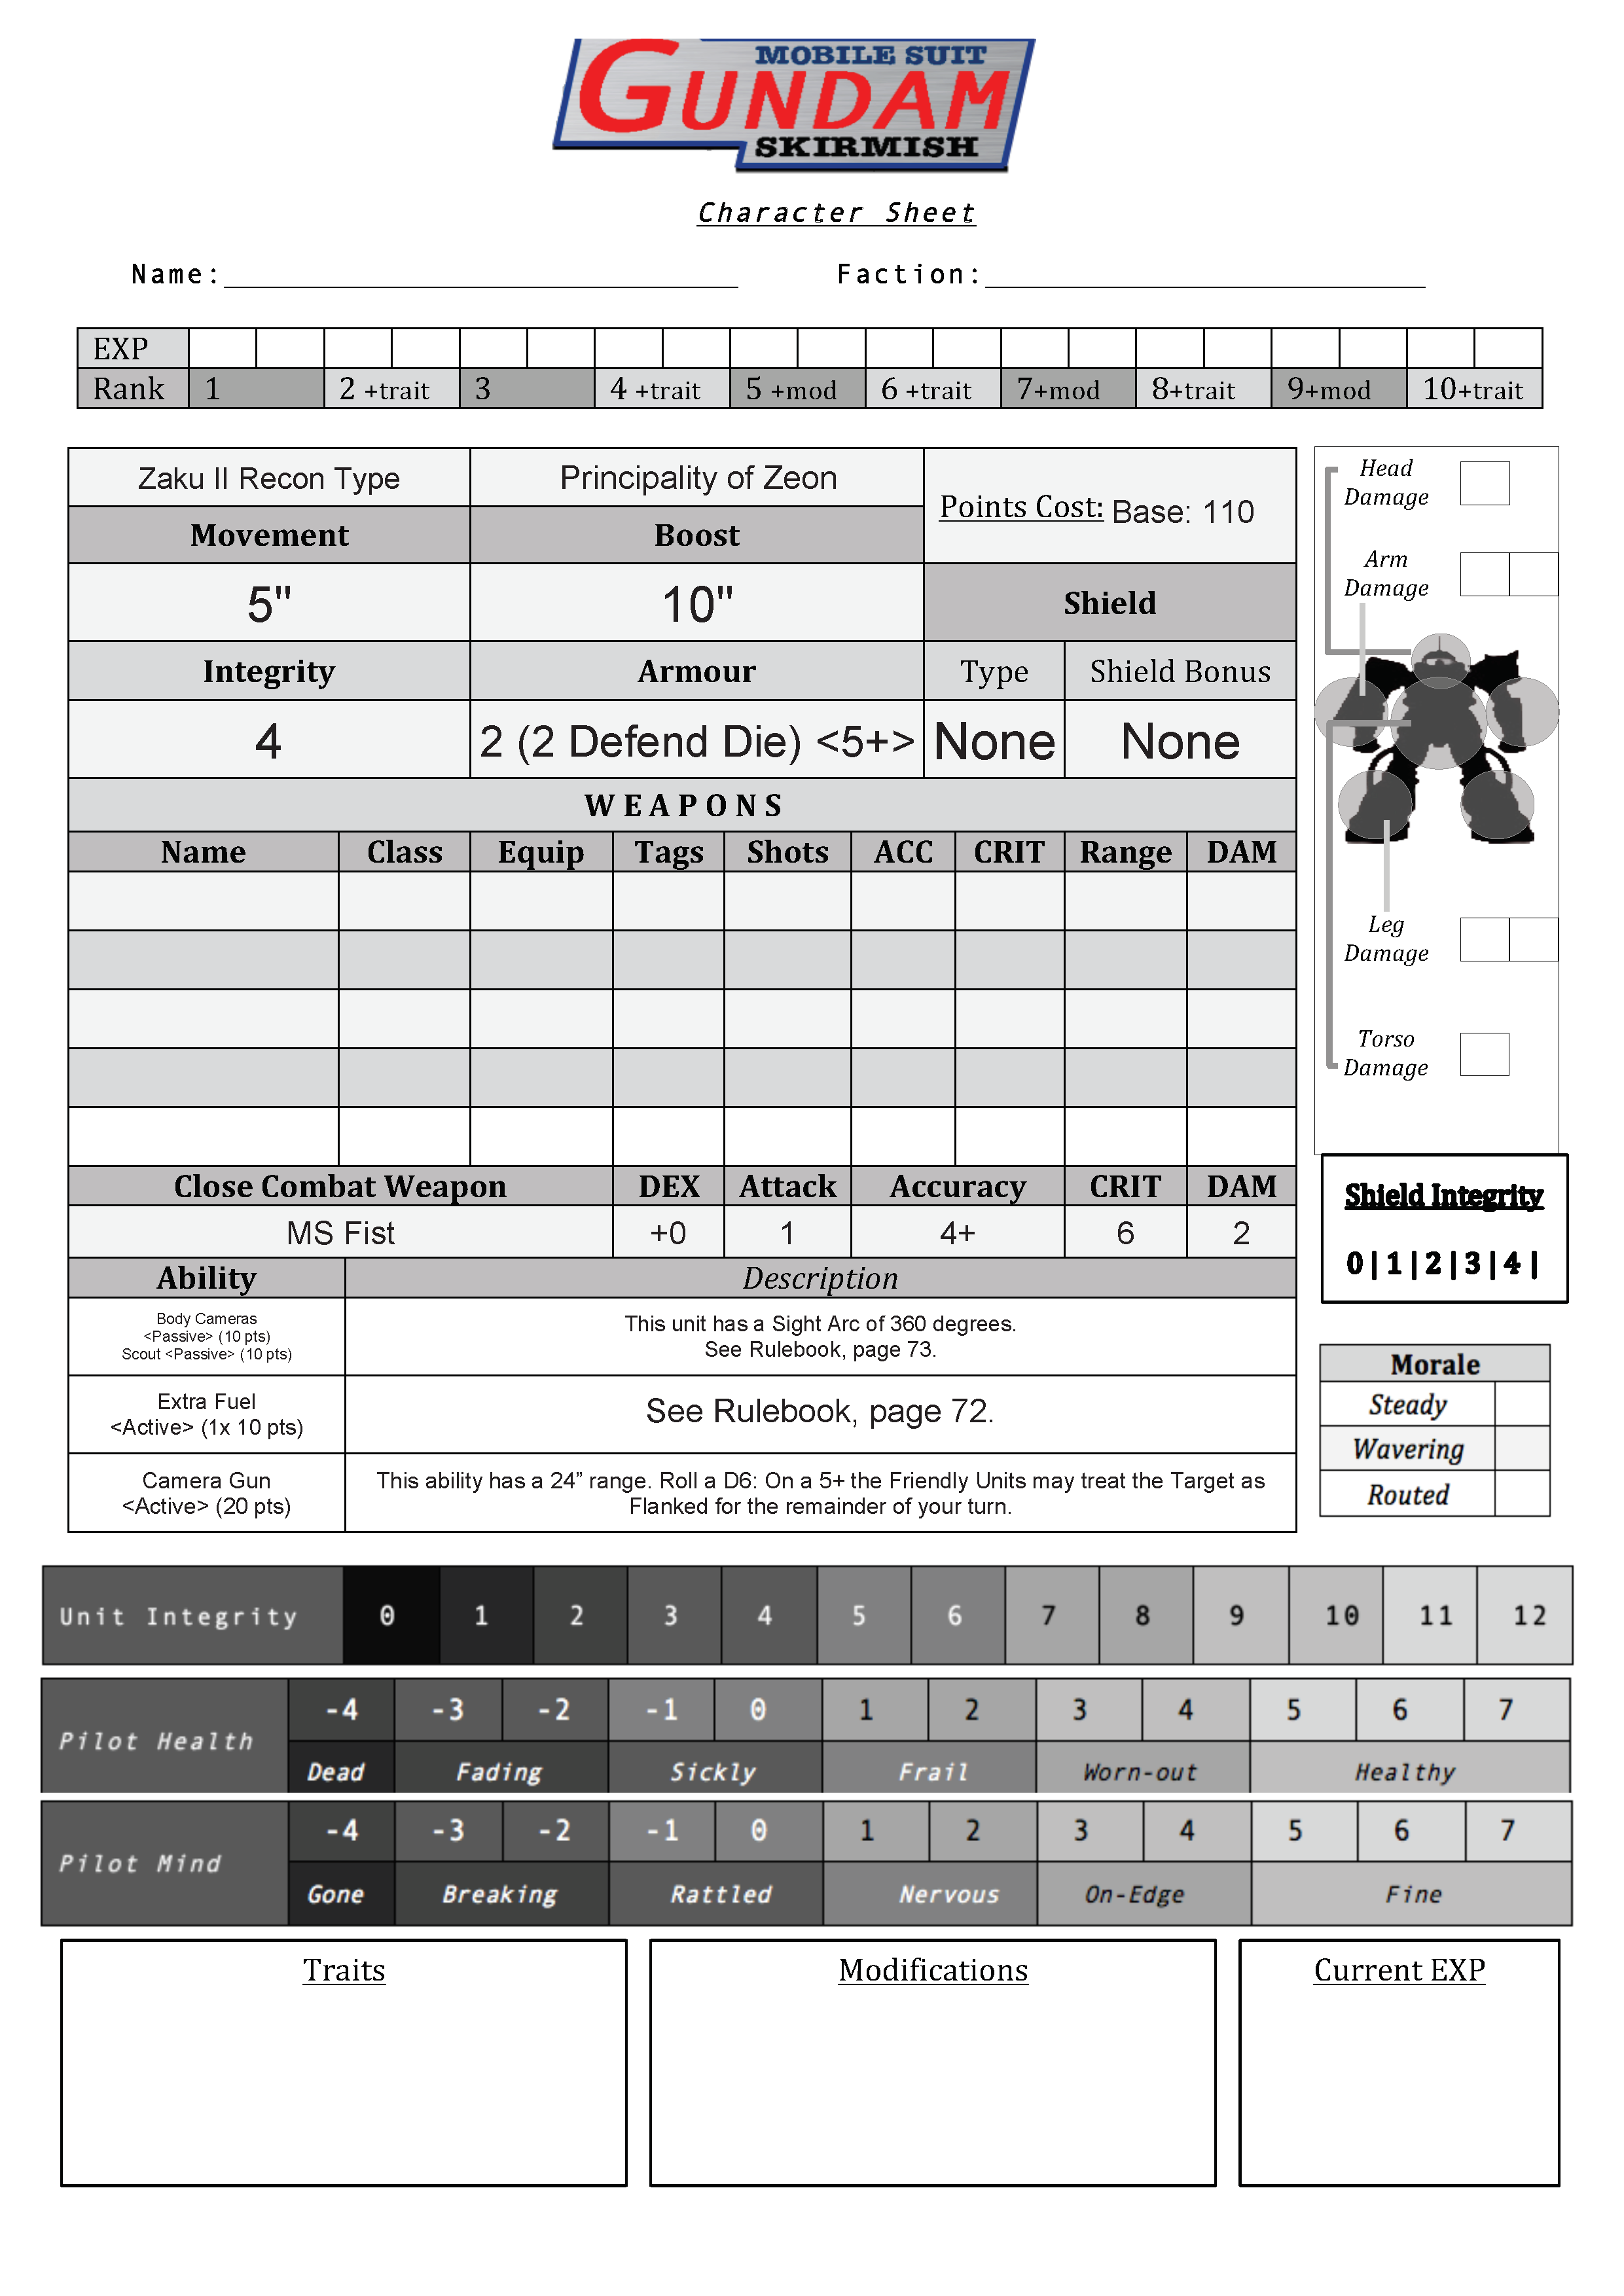 MOBILE SUIT
GUNDAM
SKIRMISH
Character Sheet
Name: Faction:
EXP
Rank 1 2 +trait 3 4 +trait 5 +mod 6 +trait 7+mod 8+trait 9+mod 10+trait
Zaku II Recon Type Principality of Zeon Points Cost: Base: 110
Movement Boost
5" 10" Shield
Integrity Armour Type Shield Bonus
4 2 (2 Defend Die) <5+> None None
WEAPONS
Name Class Equip Tags Shots ACC CRIT Range DAM
Close Combat Weapon DEX Attack Accuracy CRIT DAM
MS Fist +0 1 4+ 6 2
Ability Description
Body Cameras
<Passive> (10 pts)
Scout <Passive> (10 pts)
This unit has a Sight Arc of 360 degrees.
See Rulebook, page 73.
Extra Fuel
<Active> (1x 10 pts)
See Rulebook, page 72.
Camera Gun
<Active> (20 pts)
This ability has a 24” range. Roll a D6: On a 5+ the Friendly Units may treat the Target as
Flanked for the remainder of your turn.
Head
Damage
Arm
Damage
Leg
Damage
Torso
Damage
Shield Integrity
0|1|2|3|4|
Morale
Steady
Wavering
Routed
Unit Integrity 0 1 2 3 4 5 6 7 8 9 10 11 12
Pilot Health -4 -3 -2 -1 0 1 2 3 4 5 6 7
Dead Fading Sickly Frail Worn-out Healthy
Pilot Mind -4 -3 -2 -1 0 1 2 3 4 5 6 7
Gone Breaking Rattled Nervous On-Edge Fine
Traits Modifications Current EXP